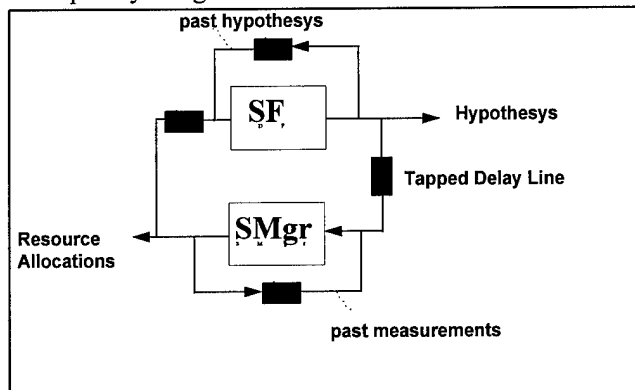 past hypothesys
SF
D F
Hypothesys
Tapped Delay Line
SMgr
Resource
Allocations
past measurements